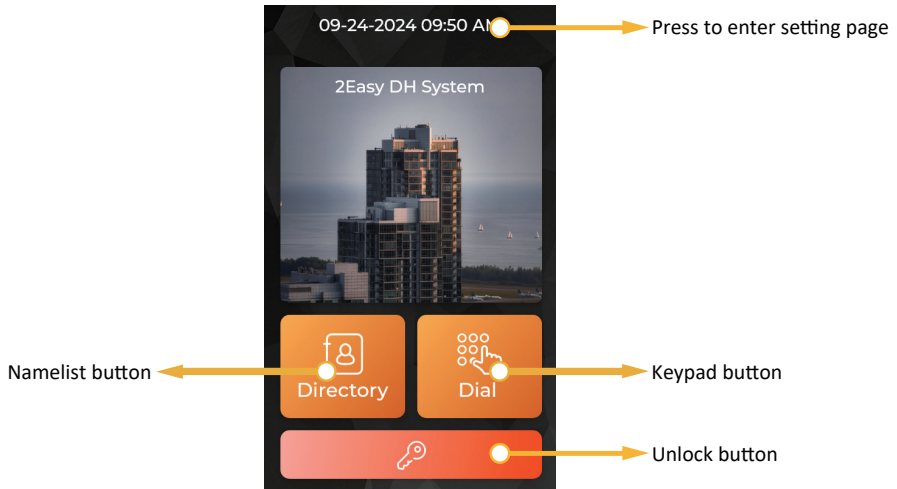 09-24-2024 09:50 AM
Press to enter setting page
2Easy DH System
Namelist button
Directory
Dial
Keypad button
Unlock button